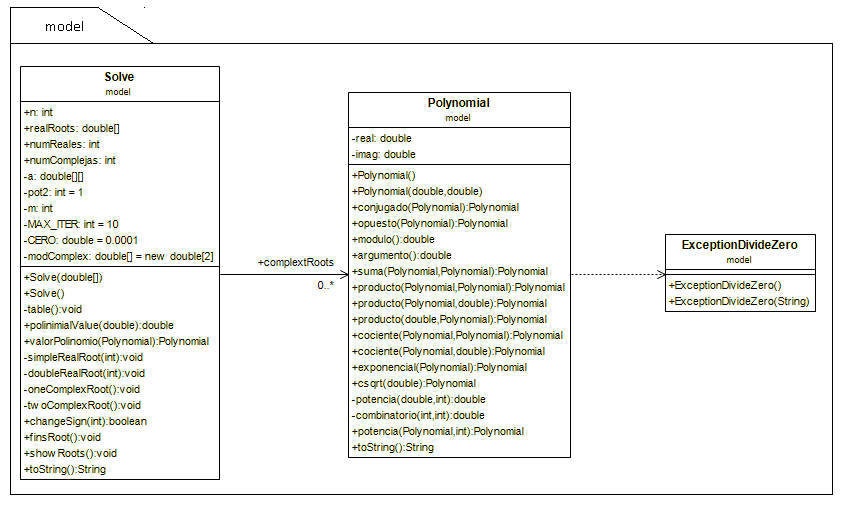 model
Solve
model
+n: int
+realRoots: double[]
+numReales: int
+numComplejas: int
-a: double[][]
-pot2: int = 1
-m: int
-MAX_ITER: int = 10
-CERO: double = 0.0001
-modComplex: double[] = new double[2]
+Solve(double[])
+Solve()
-table():void
+polinimialValue(double):double
+valorPolinomio(Polynomial):Polynomial
-simpleRealRoot(int):void
-doubleRealRoot(int):void
-oneComplexRoot():void
-twoComplexRoot():void
+changeSign(int):boolean
+finsRoot():void
+show Roots():void
+toString():String
+complextRoots
0..*
Polynomial
model
-real: double
-imag: double
+Polynomial()
+Polynomial(double,double)
+conjugado(Polynomial):Polynomial
+opuesto(Polynomial):Polynomial
+modulo():double
+argumento():double
+suma(Polynomial,Polynomial):Polynomial
+producto(Polynomial,Polynomial):Polynomial
+producto(Polynomial,double):Polynomial
+producto(double,Polynomial):Polynomial
+cociente(Polynomial,Polynomial):Polynomial
+cociente(Polynomial,double):Polynomial
+exponencial(Polynomial):Polynomial
+csqrt(double):Polynomial
-potencia(double,int):double
-combinatorio(int,int):double
+potencia(Polynomial,int):Polynomial
+toString():String
ExceptionDivideZero
model
+ExceptionDivideZero()
+ExceptionDivideZero(String)